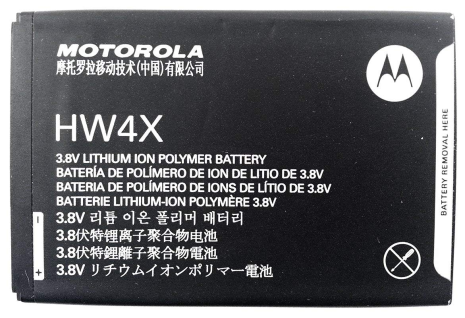 MOTOROLA
摩托罗拉移动技术(中国)有限公司
HW4X
3.8V LITHIUM ION POLYMER BATTERY
BATERÍA DE POLÍMERO DE ION DE LITIO DE 3.8V
BATERIA DE POLÍMERO DE IONS DE LÍTIO DE 3.8V
BATTERIE LITHIUM-ION POLYMÈRE 3.8V
3.8V 리튬 이온 폴리머 배터리
3.8伏特锂离子聚合物电池
3.8伏特鋰離子聚合物電池
3.8V リチウムイオンポリマー電池
BATTERY REMOVAL HERE
- 
+